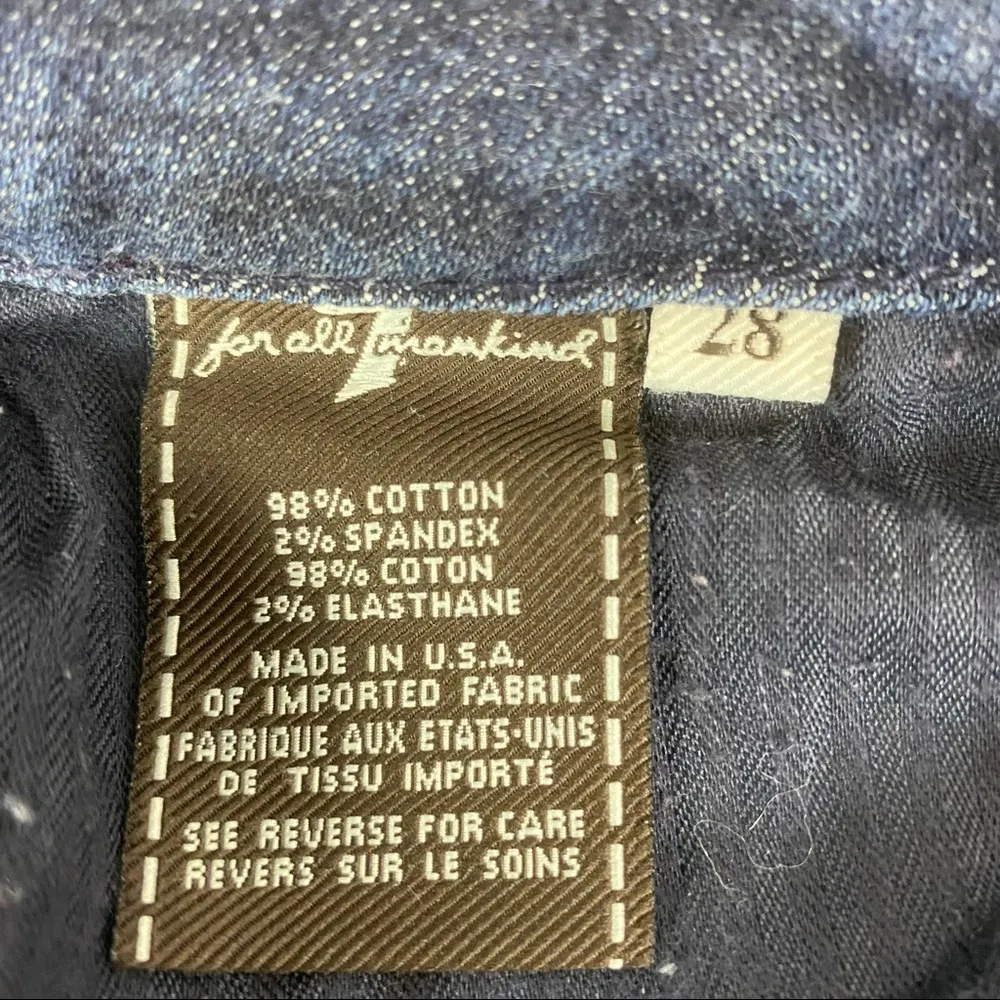 for all 7 mankind
28
98% COTTON
2% SPANDEX
98% COTON
2% ELASTHANE
MADE IN U.S.A.
OF IMPORTED FABRIC
FABRIQUE AUX ETATS-UNIS
DE TISSU IMPORTÉ
SEE REVERSE FOR CARE
REVERS SUR LE SOINS